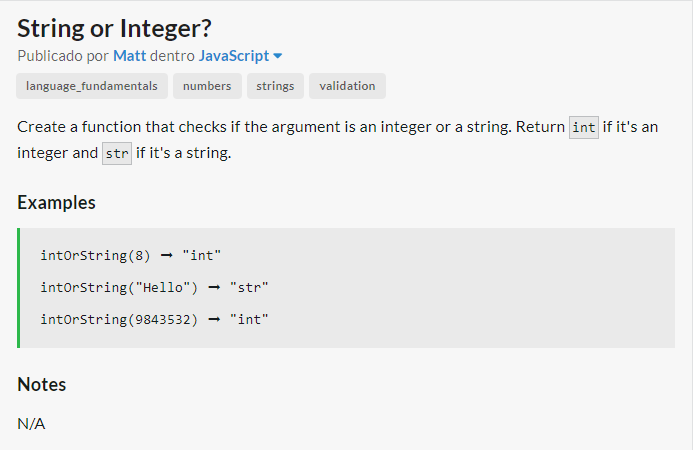 String or Integer?
Publicado por Matt dentro JavaScript
language_fundamentals numbers strings validation
Create a function that checks if the argument is an integer or a string. Return int if it's an
integer and str if it's a string.
Examples
intOrString(8) ➞ "int"
intOrString("Hello") ➞ "str"
intOrString(9843532) ➞ "int"
Notes
N/A